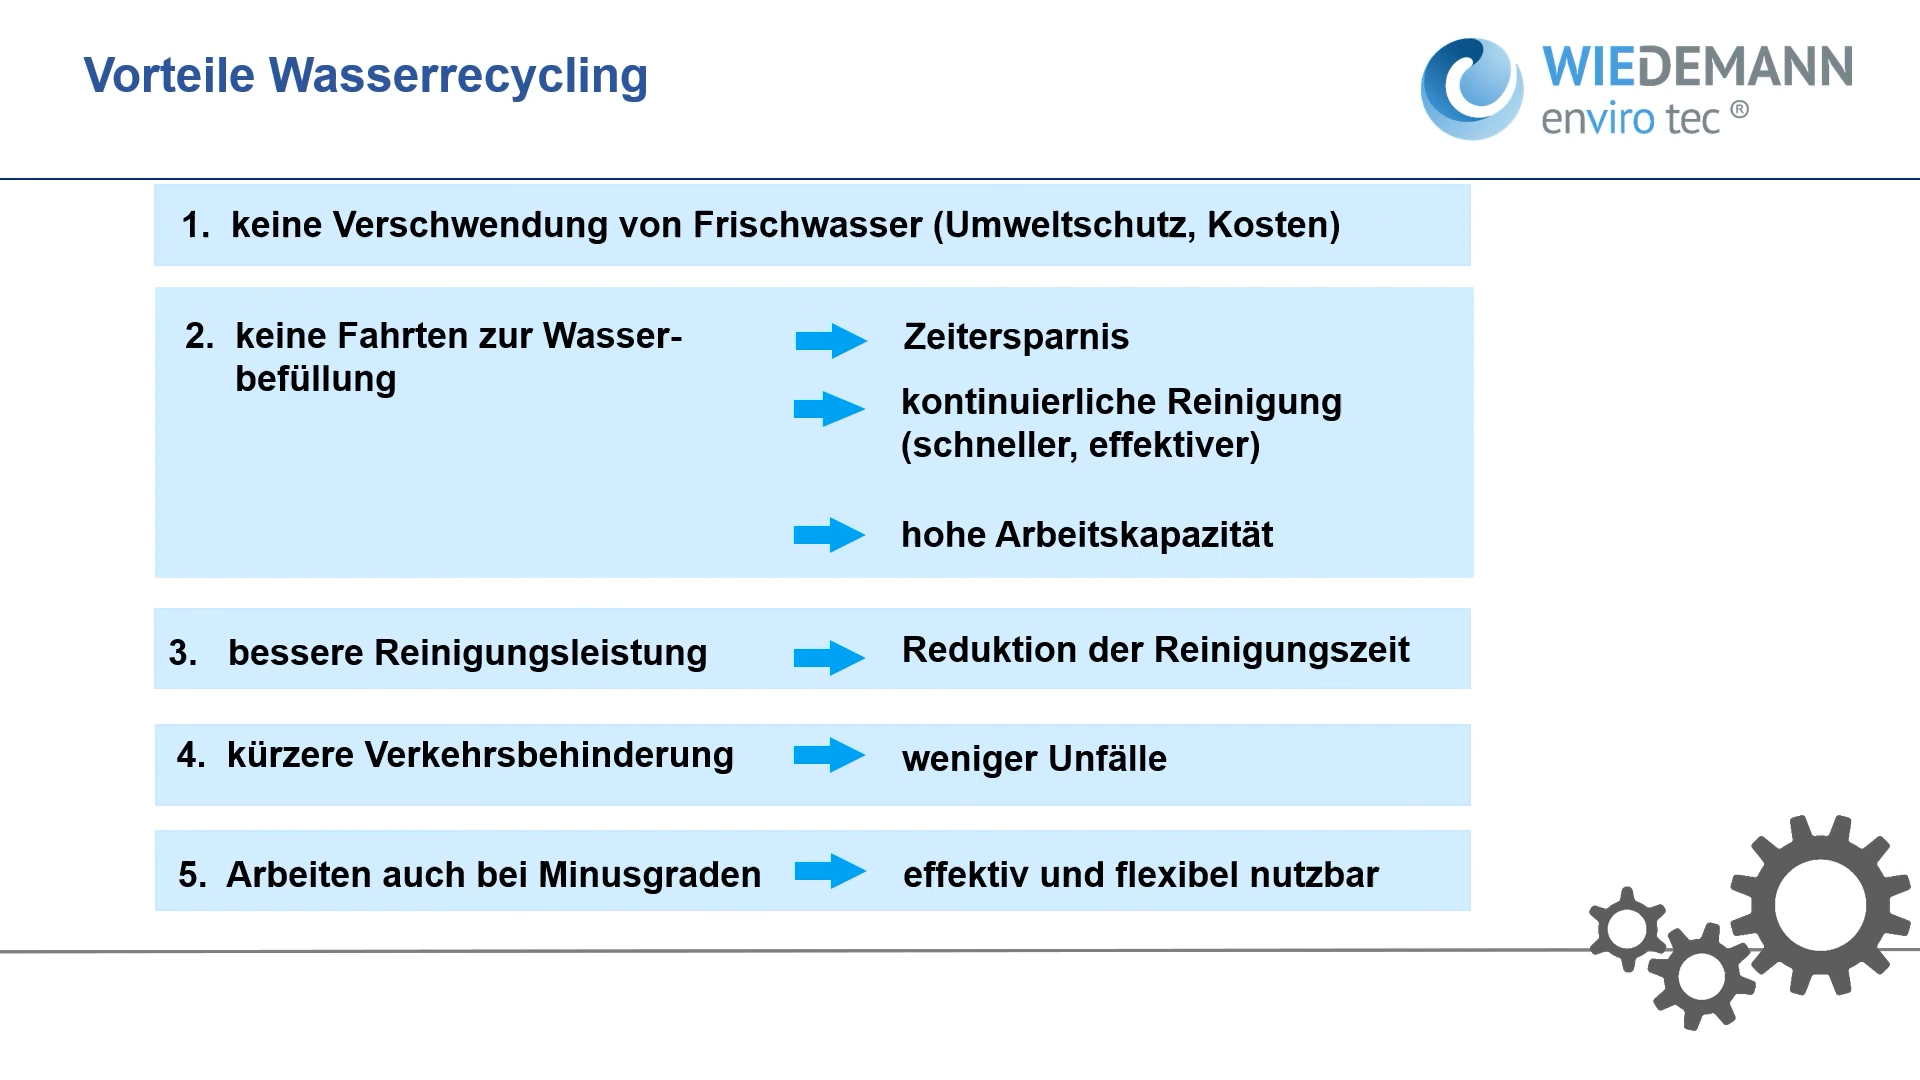 Vorteile Wasserrecycling
WIEDEMANN
enviro tec ®
1. keine Verschwendung von Frischwasser (Umweltschutz, Kosten)
2. keine Fahrten zur Wasser-
befüllung
Zeitersparnis
kontinuierliche Reinigung
(schneller, effektiver)
hohe Arbeitskapazität
3. bessere Reinigungsleistung
Reduktion der Reinigungszeit
4. kürzere Verkehrsbehinderung
weniger Unfälle
5. Arbeiten auch bei Minusgraden
effektiv und flexibel nutzbar